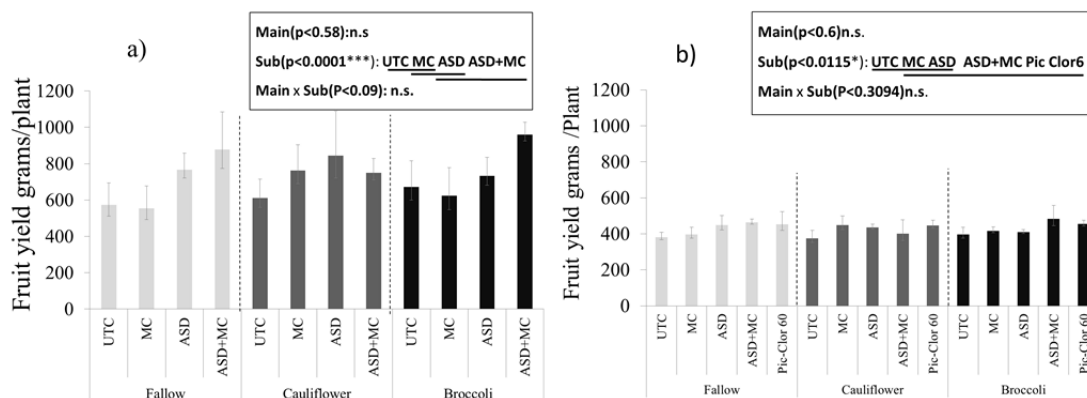 a)
Main(p<0.58):n.s
Sub(p<0.0001***): UTC MC ASD ASD+MC
Main x Sub(P<0.09): n.s.
Fruit yield grams/plant
1200
1000
800
600
400
200
0
UTC
MC
ASD
ASD+MC
UTC
MC
ASD
ASD+MC
UTC
MC
ASD
ASD+MC
Fallow
Cauliflower
Broccoli
b)
Main(p<0.6)n.s.
Sub(p<0.0115*): UTC MC ASD ASD+MC Pic Clor6
Main x Sub(P<0.3094)n.s.
Fruit yield grams /Plant
1200
1000
800
600
400
200
0
UTC
MC
ASD
ASD+MC
Pic-Clor 60
UTC
MC
ASD
ASD+MC
Pic-Clor 60
UTC
MC
ASD
ASD+MC
Pic-Clor 60
Fallow
Cauliflower
Broccoli